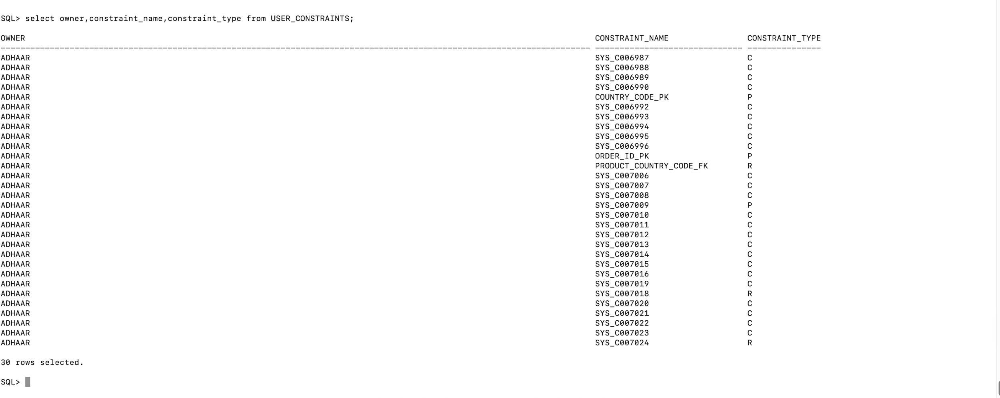 SQL> select owner,constraint_name,constraint_type from USER_CONSTRAINTS;
OWNER CONSTRAINT_NAME CONSTRAINT_TYPE
------------------------------------------------------------------------------------------------------------------------ ------------------------------ ---------------
ADHAAR SYS_C006987 C
ADHAAR SYS_C006988 C
ADHAAR SYS_C006989 C
ADHAAR SYS_C006990 C
ADHAAR COUNTRY_CODE_PK P
ADHAAR SYS_C006992 C
ADHAAR SYS_C006993 C
ADHAAR SYS_C006994 C
ADHAAR SYS_C006995 C
ADHAAR SYS_C006996 C
ADHAAR ORDER_ID_PK P
ADHAAR PRODUCT_COUNTRY_CODE_FK R
ADHAAR SYS_C007006 C
ADHAAR SYS_C007007 C
ADHAAR SYS_C007008 C
ADHAAR SYS_C007009 P
ADHAAR SYS_C007010 C
ADHAAR SYS_C007011 C
ADHAAR SYS_C007012 C
ADHAAR SYS_C007013 C
ADHAAR SYS_C007014 C
ADHAAR SYS_C007015 C
ADHAAR SYS_C007016 C
ADHAAR SYS_C007019 C
ADHAAR SYS_C007018 R
ADHAAR SYS_C007020 C
ADHAAR SYS_C007021 C
ADHAAR SYS_C007022 C
ADHAAR SYS_C007023 C
ADHAAR SYS_C007024 R
30 rows selected.
SQL>